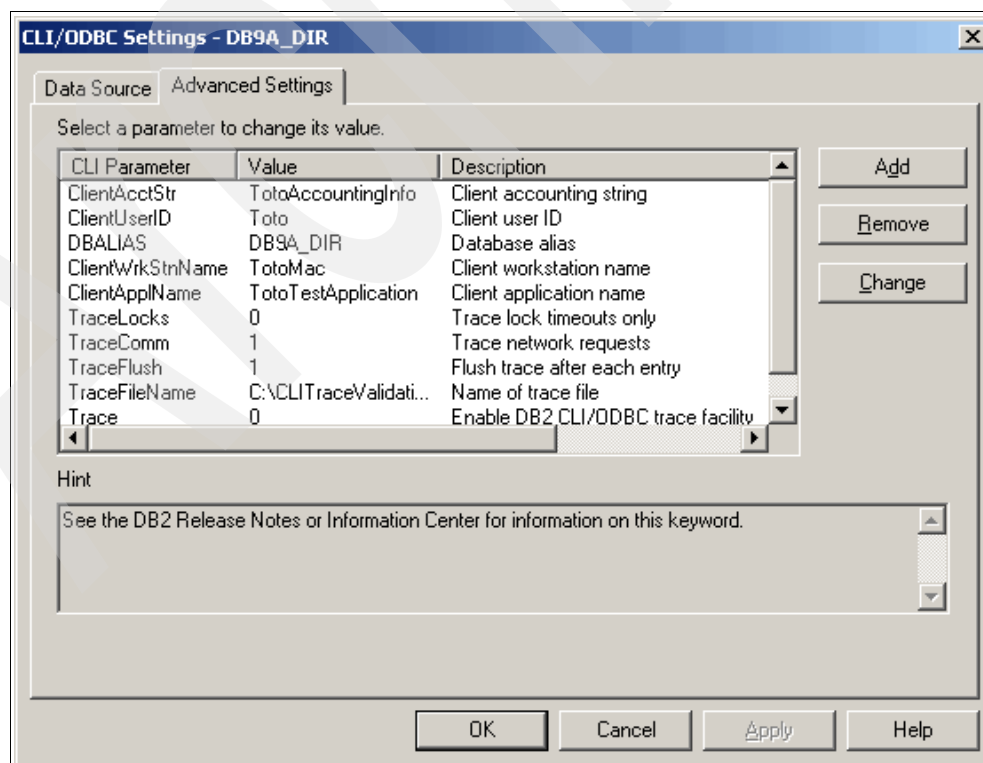 CLI/ODBC Settings - DB9A_DIR
Data Source Advanced Settings
Select a parameter to change its value.
CLI Parameter Value Description
ClientAcctStr TotoAccountingInfo Client accounting string
ClientUserID Toto Client user ID
DBALIAS DB9A_DIR Database alias
ClientWrkStnName TotoMac Client workstation name
ClientApplName TotoTestApplication Client application name
TraceLocks 0 Trace lock timeouts only
TraceComm 1 Trace network requests
TraceFlush 1 Flush trace after each entry
TraceFileName C:\CLITraceValidati... Name of trace file
Trace 0 Enable DB2 CLI/ODBC trace facility
Add
Remove
Change
Hint
See the DB2 Release Notes or Information Center for information on this keyword.
OK Cancel Apply Help